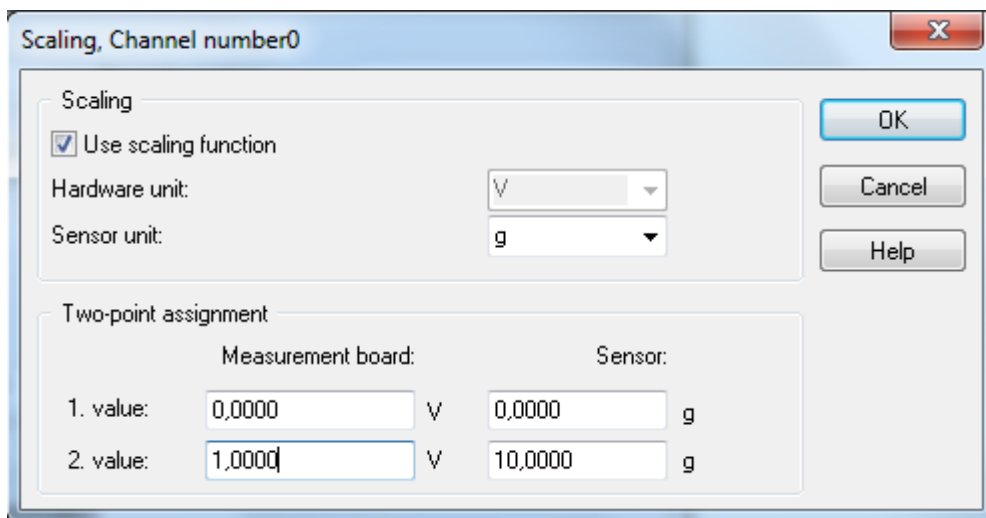 Scaling, Channel number0
Scaling
Use scaling function
Hardware unit: V
Sensor unit: g
OK
Cancel
Help
Two-point assignment
Measurement board: Sensor:
1. value: 0,0000 V 0,0000 g
2. value: 1,0000 V 10,0000 g